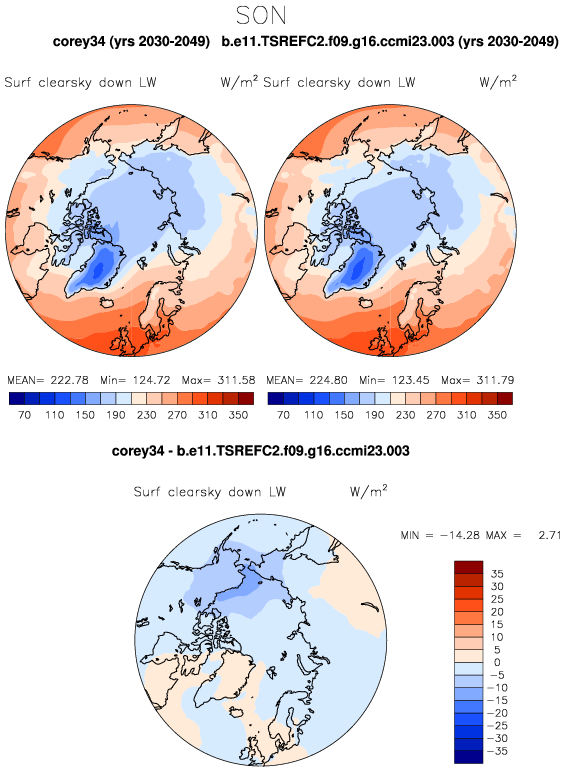 SON
corey34 (yrs 2030-2049) b.e11.TSREFC2.f09.g16.ccmi23.003 (yrs 2030-2049)
Surf clearsky down LW W/m² Surf clearsky down LW W/m²
MEAN= 222.78 Min= 124.72 Max= 311.58 MEAN= 224.80 Min= 123.45 Max= 311.79
70 110 150 190 230 270 310 350 70 110 150 190 230 270 310 350
corey34 - b.e11.TSREFC2.f09.g16.ccmi23.003
Surf clearsky down LW W/m²
MIN = -14.28 MAX = 2.71
35
30
25
20
15
10
5
0
-5
-10
-15
-20
-25
-30
-35